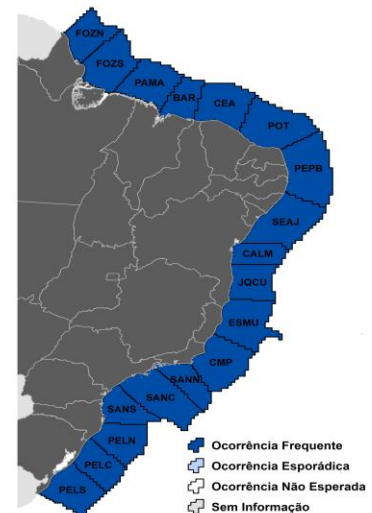 FOZN
FOZS
PAMA
BAR
CEA
POT
PEPB
SEAJ
CALM
JQCU
ESMU
CMP
SANN
SANC
SANS
PELN
PELC
PELS
Ocorrência Frequente
Ocorrência Esporádica
Ocorrência Não Esperada
Sem Informação